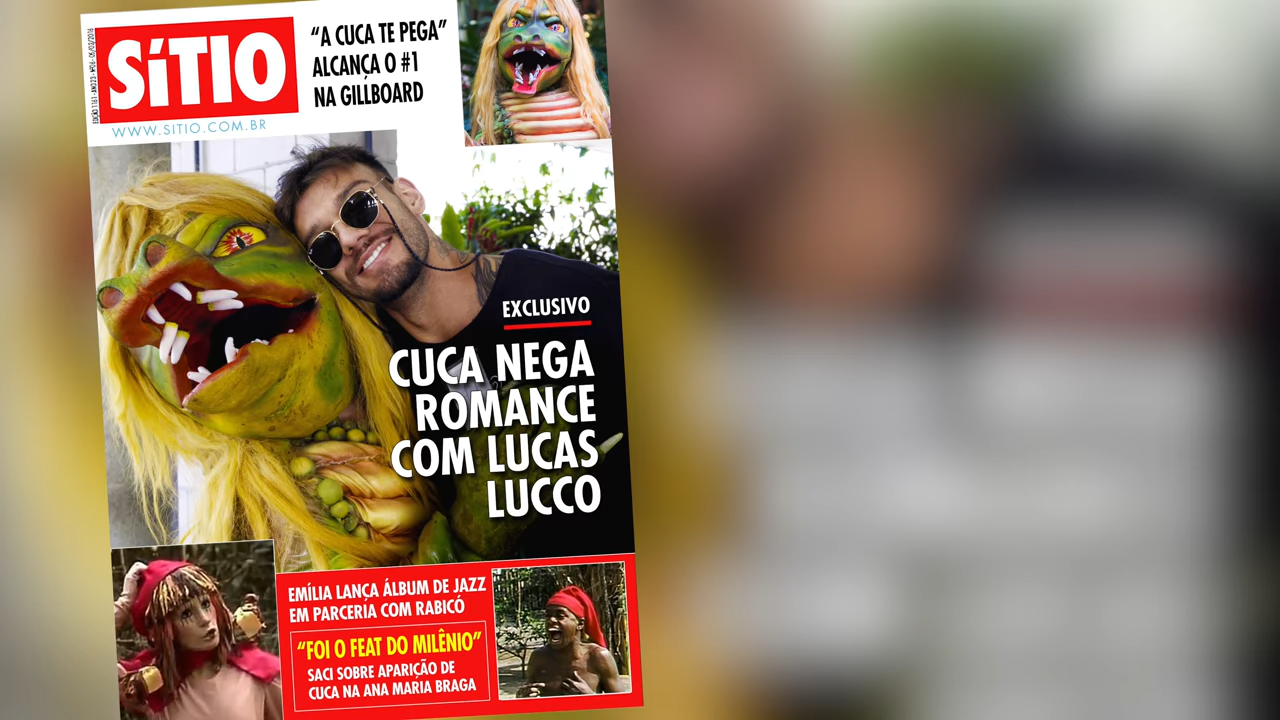 SíTIO
WWW.SITIO.COM.BR
"A CUCA TE PEGA"
ALCANÇA O #1
NA GILLBOARD
EXCLUSIVO
CUCA NEGA
ROMANCE
COM LUCAS
LUCCO
EMÍLIA LANÇA ÁLBUM DE JAZZ
EM PARCERIA COM RABICÓ
"FOI O FEAT DO MILÊNIO"
SACI SOBRE APARIÇÃO DE
CUCA NA ANA MARIA BRAGA